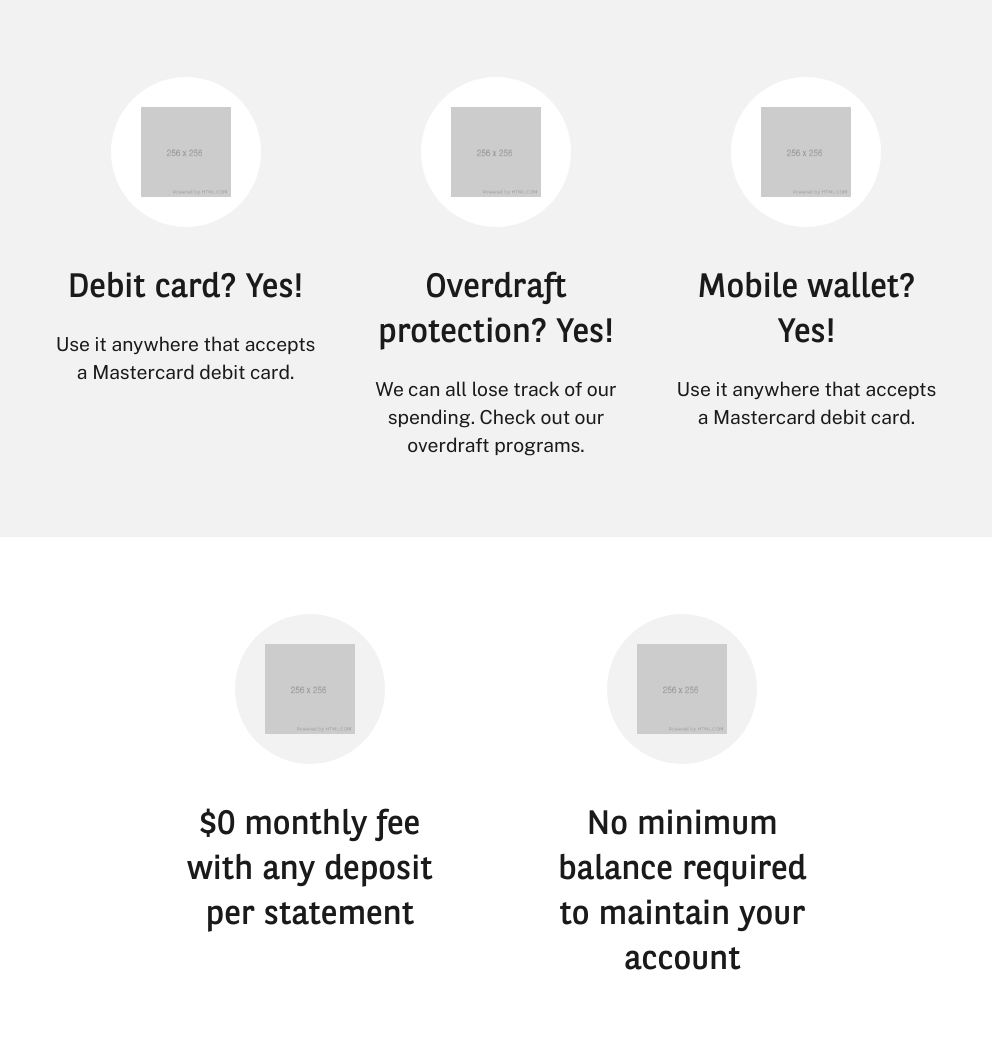 256 x 256
Powered by HTML.COM
256 x 256
Powered by HTML.COM
256 x 256
Powered by HTML.COM
Debit card? Yes!
Use it anywhere that accepts
a Mastercard debit card.
Overdraft
protection? Yes!
We can all lose track of our
spending. Check out our
overdraft programs.
Mobile wallet?
Yes!
Use it anywhere that accepts
a Mastercard debit card.
256 x 256
Powered by HTML.COM
256 x 256
Powered by HTML.COM
$0 monthly fee
with any deposit
per statement
No minimum
balance required
to maintain your
account